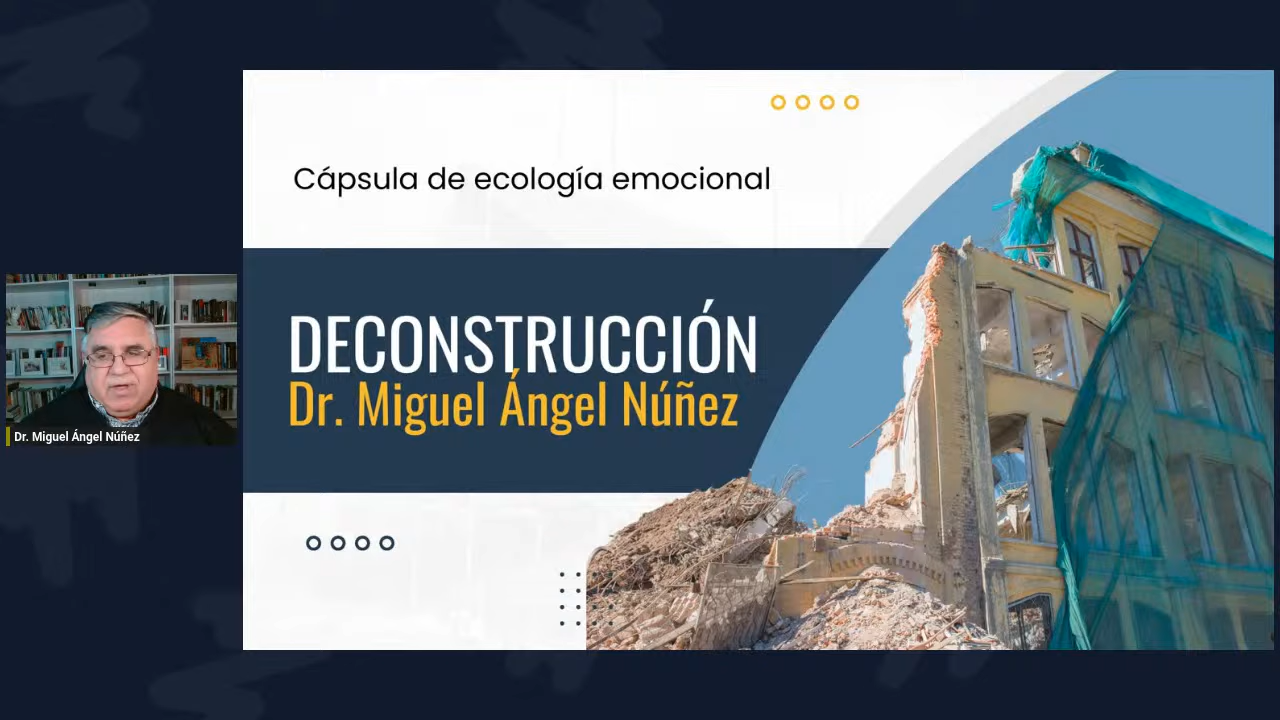 Cápsula de ecología emocional
DECONSTRUCCIÓN
Dr. Miguel Ángel Núñez
Dr. Miguel Ángel Núñez